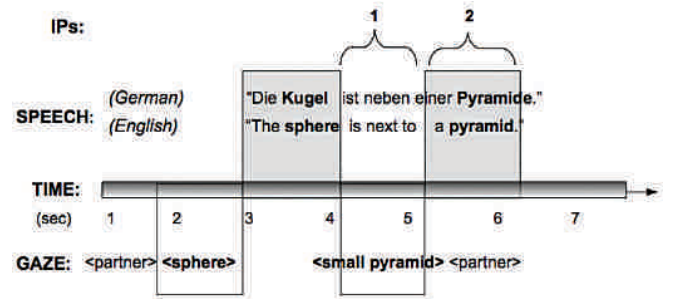 1 2
IPs:
(German) "Die Kugel ist neben einer Pyramide."
SPEECH:
(English) "The sphere is next to a pyramid."
TIME:
(sec) 1 2 3 4 5 6 7
GAZE: <partner> <sphere> <small pyramid> <partner>